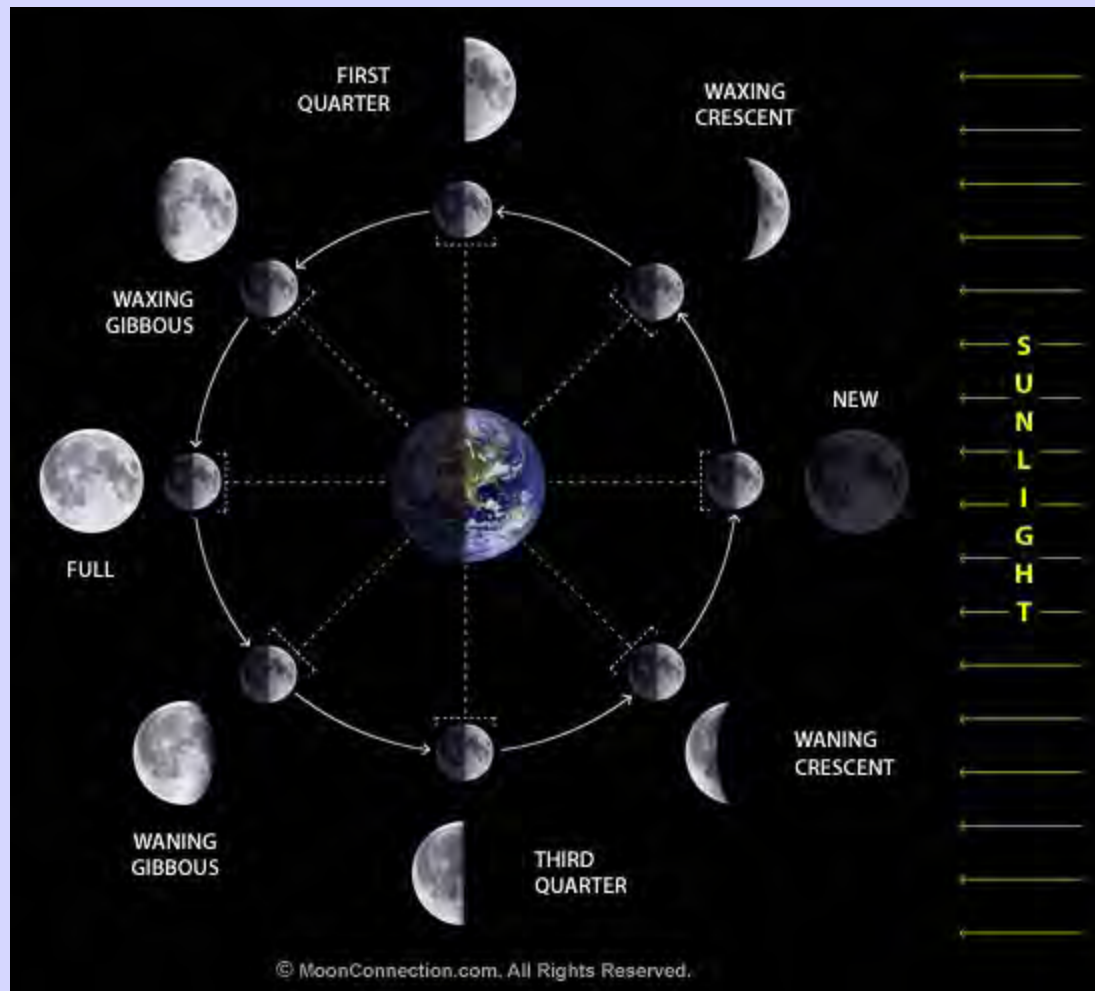 FIRST
QUARTER
WAXING
CRESCENT
WAXING
GIBBOUS
SUNLIGHT
NEW
FULL
WANING
CRESCENT
WANING
GIBBOUS
THIRD
QUARTER
© MoonConnection.com. All Rights Reserved.